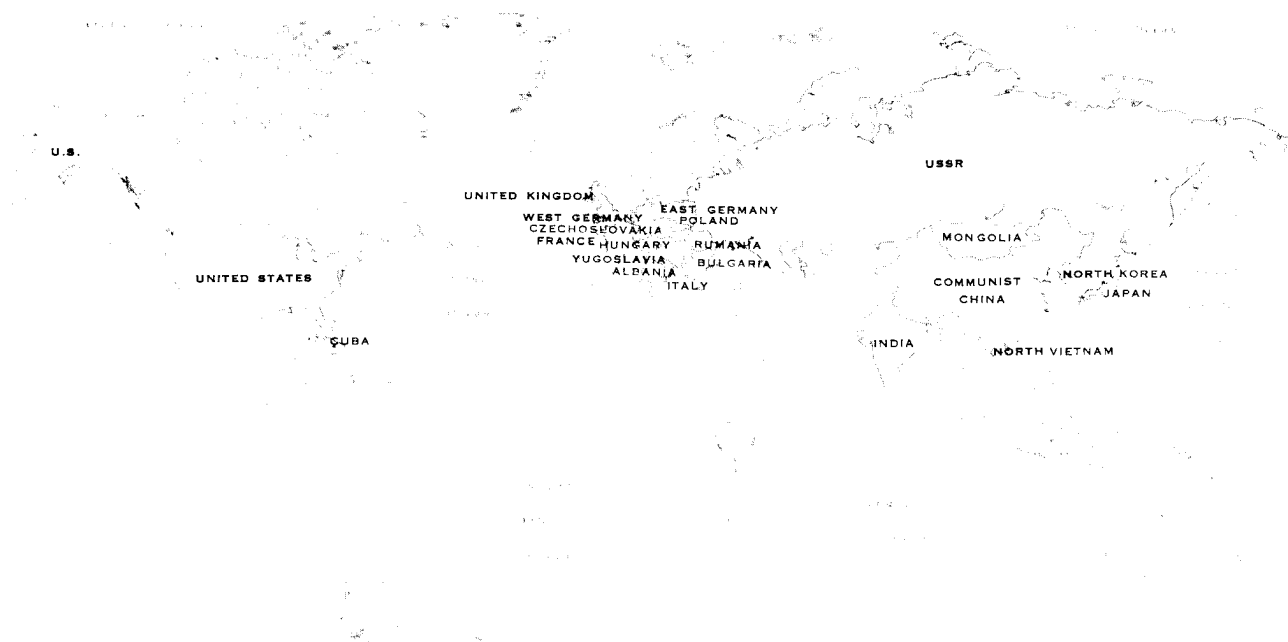 U.S.
USSR
UNITED KINGDOM
EAST GERMANY
WEST GERMANY
POLAND
CZECHOSLOVAKIA
FRANCE
HUNGARY
RUMANIA
MONGOLIA
YUGOSLAVIA
BULGARIA
ALBANIA
ITALY
UNITED STATES
COMMUNIST
CHINA
NORTH KOREA
JAPAN
CUBA
INDIA
NORTH VIETNAM